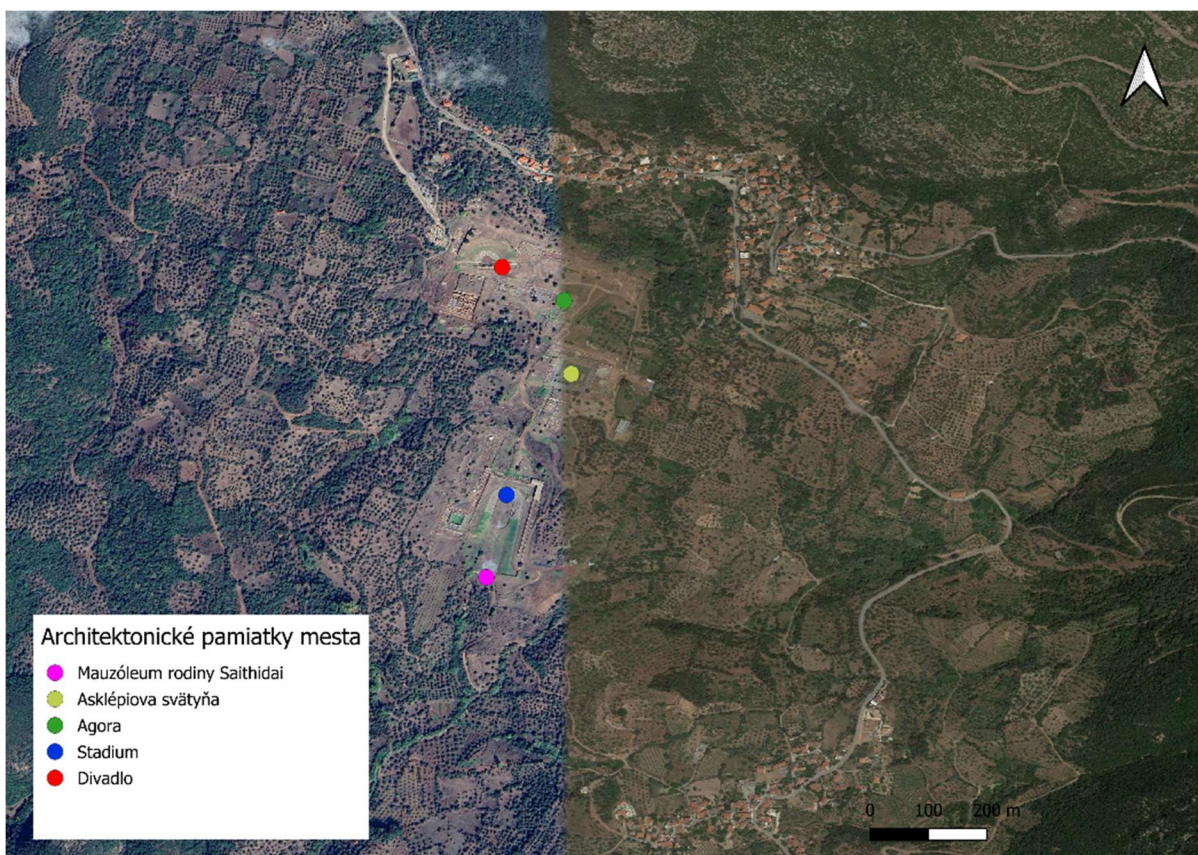 Architektonické pamiatky mesta
Mauzóleum rodiny Saithidai
Asklépiova svätyňa
Agora
Stadium
Divadlo
0 100 200 m